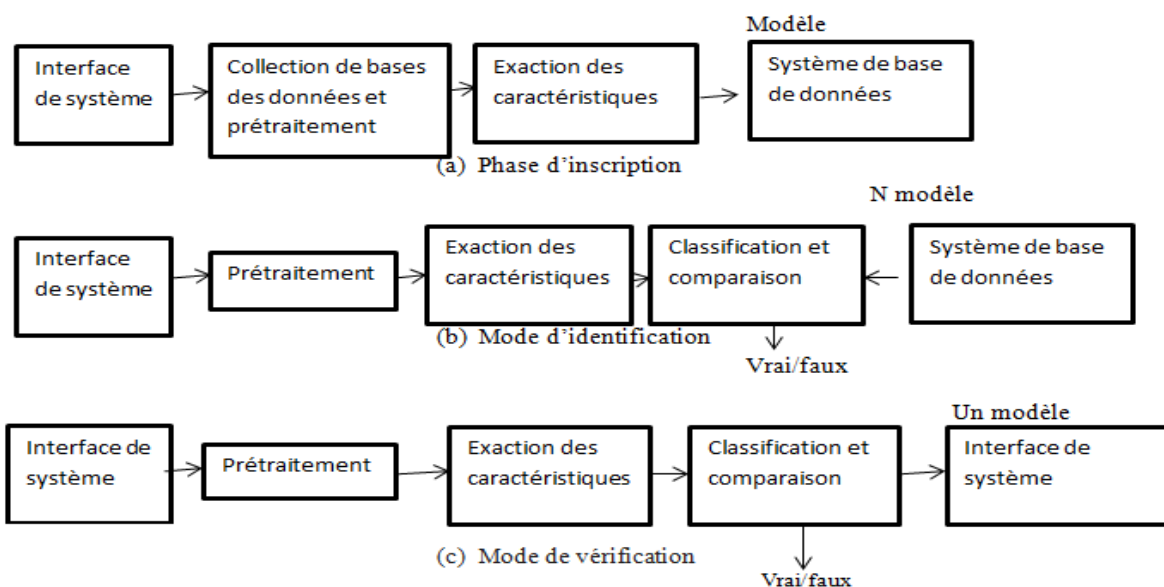 Modèle
Interface
de système
Collection de bases
des données et
prétraitement
Exaction des
caractéristiques
Système de base
de données
(a) Phase d'inscription
N modèle
Interface
de système
Prétraitement
Exaction des
caractéristiques
Classification et
comparaison
Système de base
de données
(b) Mode d'identification
Vrai/faux
Un modèle
Interface de
système
Prétraitement
Exaction des
caractéristiques
Classification et
comparaison
Interface de
système
(c) Mode de vérification
Vrai/faux